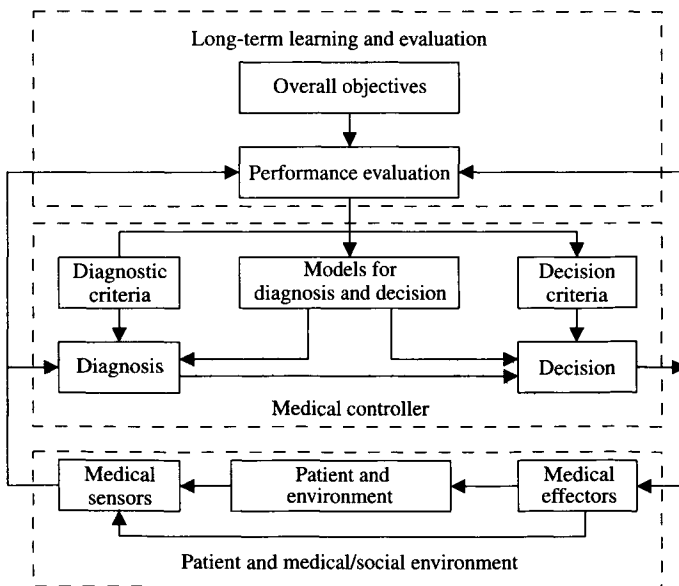 Long-term learning and evaluation
Overall objectives
Performance evaluation
Diagnostic
criteria
Models for
diagnosis and decision
Decision
criteria
Diagnosis
Decision
Medical controller
Medical
sensors
Patient and
environment
Medical
effectors
Patient and medical/social environment